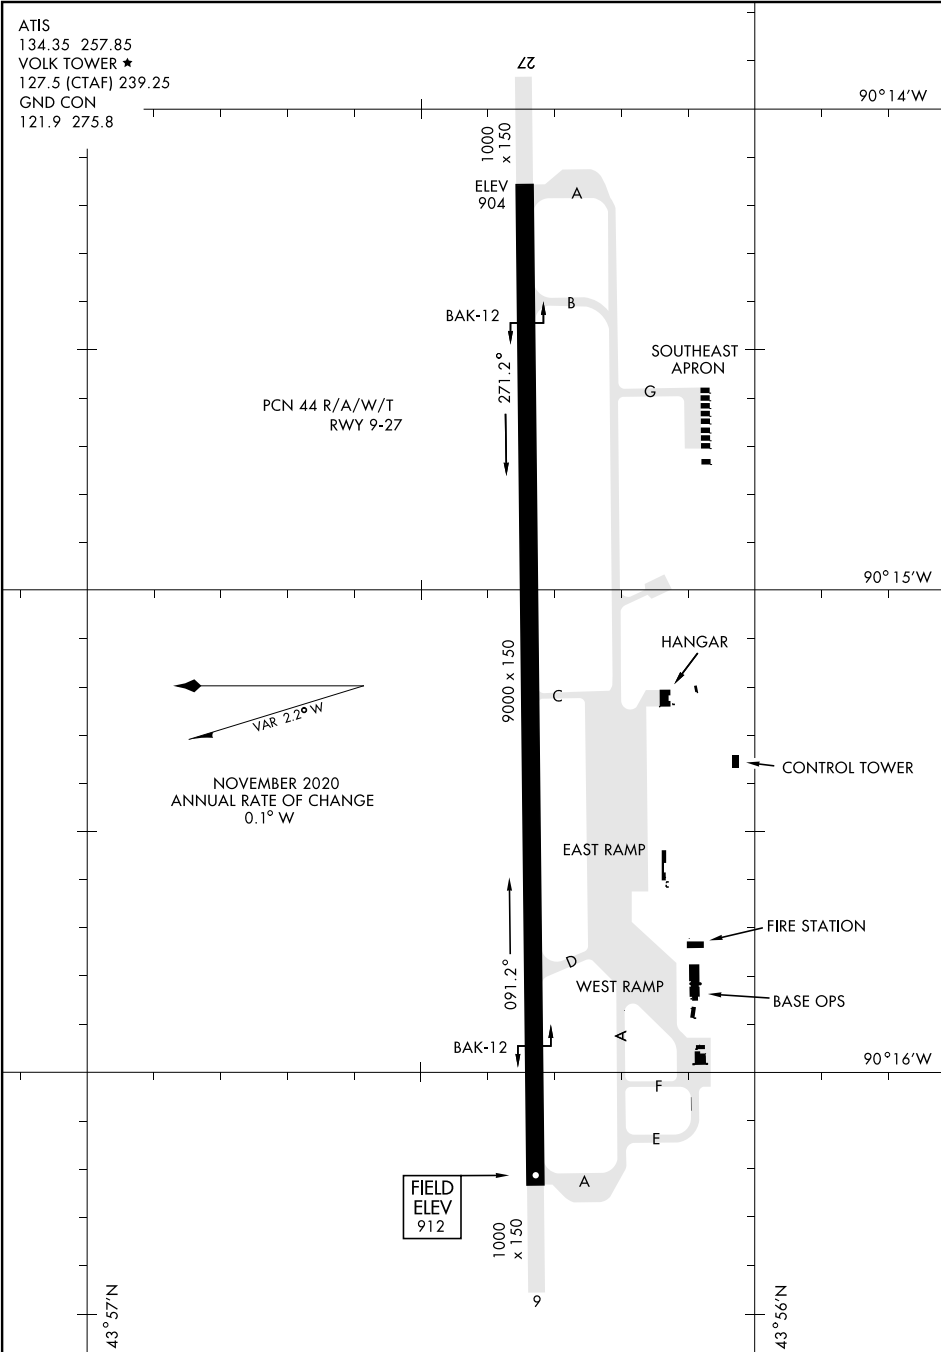 ATIS
134.35 257.85
VOLK TOWER ★
127.5 (CTAF) 239.25
GND CON
121.9 275.8
27
90°14'W
1000
x 150
ELEV
904
A
B
BAK-12
271.2°
SOUTHEAST
APRON
G
PCN 44 R/A/W/T
RWY 9-27
90°15'W
HANGAR
9000 x 150
C
VAR 2.2° W
CONTROL TOWER
NOVEMBER 2020
ANNUAL RATE OF CHANGE
0.1° W
EAST RAMP
FIRE STATION
091.2°
D
WEST RAMP
BASE OPS
A
BAK-12
90°16'W
F
E
A
FIELD
ELEV
912
1000
x 150
9
43°57'N
43°56'N